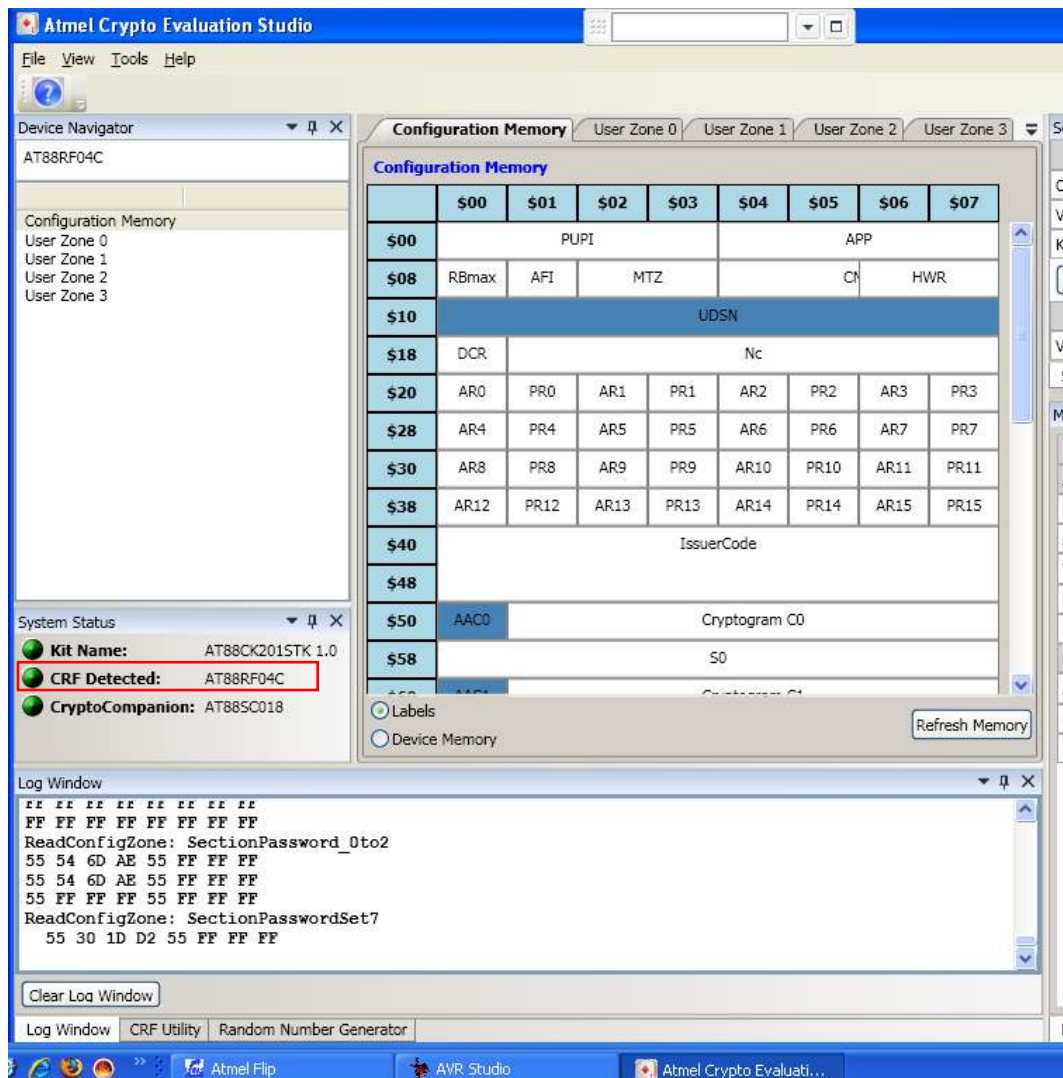 Atmel Crypto Evaluation Studio
File View Tools Help
Device Navigator
AT88RF04C
Configuration Memory
User Zone 0
User Zone 1
User Zone 2
User Zone 3
System Status
Kit Name: AT88CK201STK 1.0
CRF Detected: AT88RF04C
CryptoCompanion: AT88SC018
Configuration Memory User Zone 0 User Zone 1 User Zone 2 User Zone 3
Configuration Memory
$00 $01 $02 $03 $04 $05 $06 $07
$00 PUPI APP
$08 RBmax AFI MTZ HWR
$10 UDSN
$18 DCR Nc
$20 AR0 PR0 AR1 PR1 AR2 PR2 AR3 PR3
$28 AR4 PR4 AR5 PR5 AR6 PR6 AR7 PR7
$30 AR8 PR8 AR9 PR9 AR10 PR10 AR11 PR11
$38 AR12 PR12 AR13 PR13 AR14 PR14 AR15 PR15
$40 IssuerCode
$48
$50 AAC0 Cryptogram C0
$58 S0
Labels
Device Memory
Refresh Memory
Log Window
FF FF FF FF FF FF FF FF
ReadConfigZone: SectionPassword_0to2
55 54 6D AE 55 FF FF FF
55 54 6D AE 55 FF FF FF
55 FF FF FF 55 FF FF FF
ReadConfigZone: SectionPasswordSet7
55 30 1D D2 55 FF FF FF
Clear Log Window
Log Window CRF Utility Random Number Generator
Atmel Flip AVR Studio Atmel Crypto Evaluati...